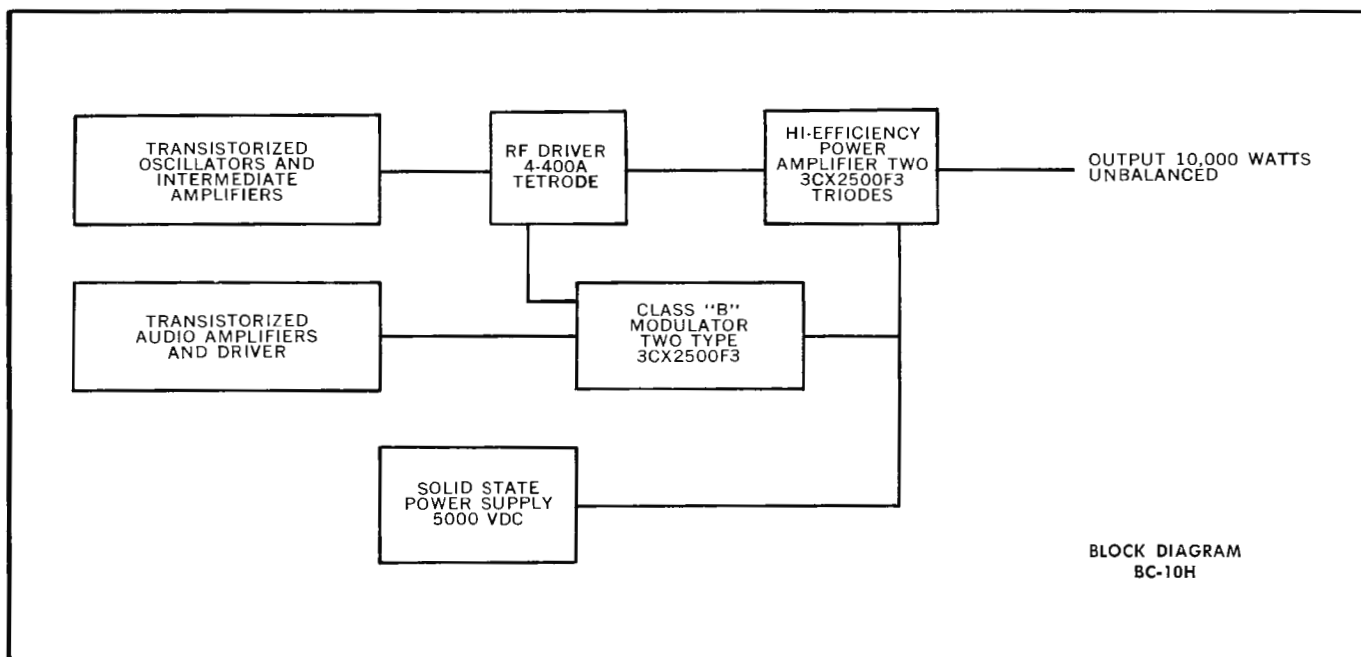 TRANSISTORIZED
OSCILLATORS AND
INTERMEDIATE
AMPLIFIERS
RF DRIVER
4-400A
TETRODE
HI-EFFICIENCY
POWER
AMPLIFIER TWO
3CX2500F3
TRIODES
OUTPUT 10,000 WATTS
UNBALANCED
TRANSISTORIZED
AUDIO AMPLIFIERS
AND DRIVER
CLASS "B"
MODULATOR
TWO TYPE
3CX2500F3
SOLID STATE
POWER SUPPLY
5000 VDC
BLOCK DIAGRAM
BC-10H